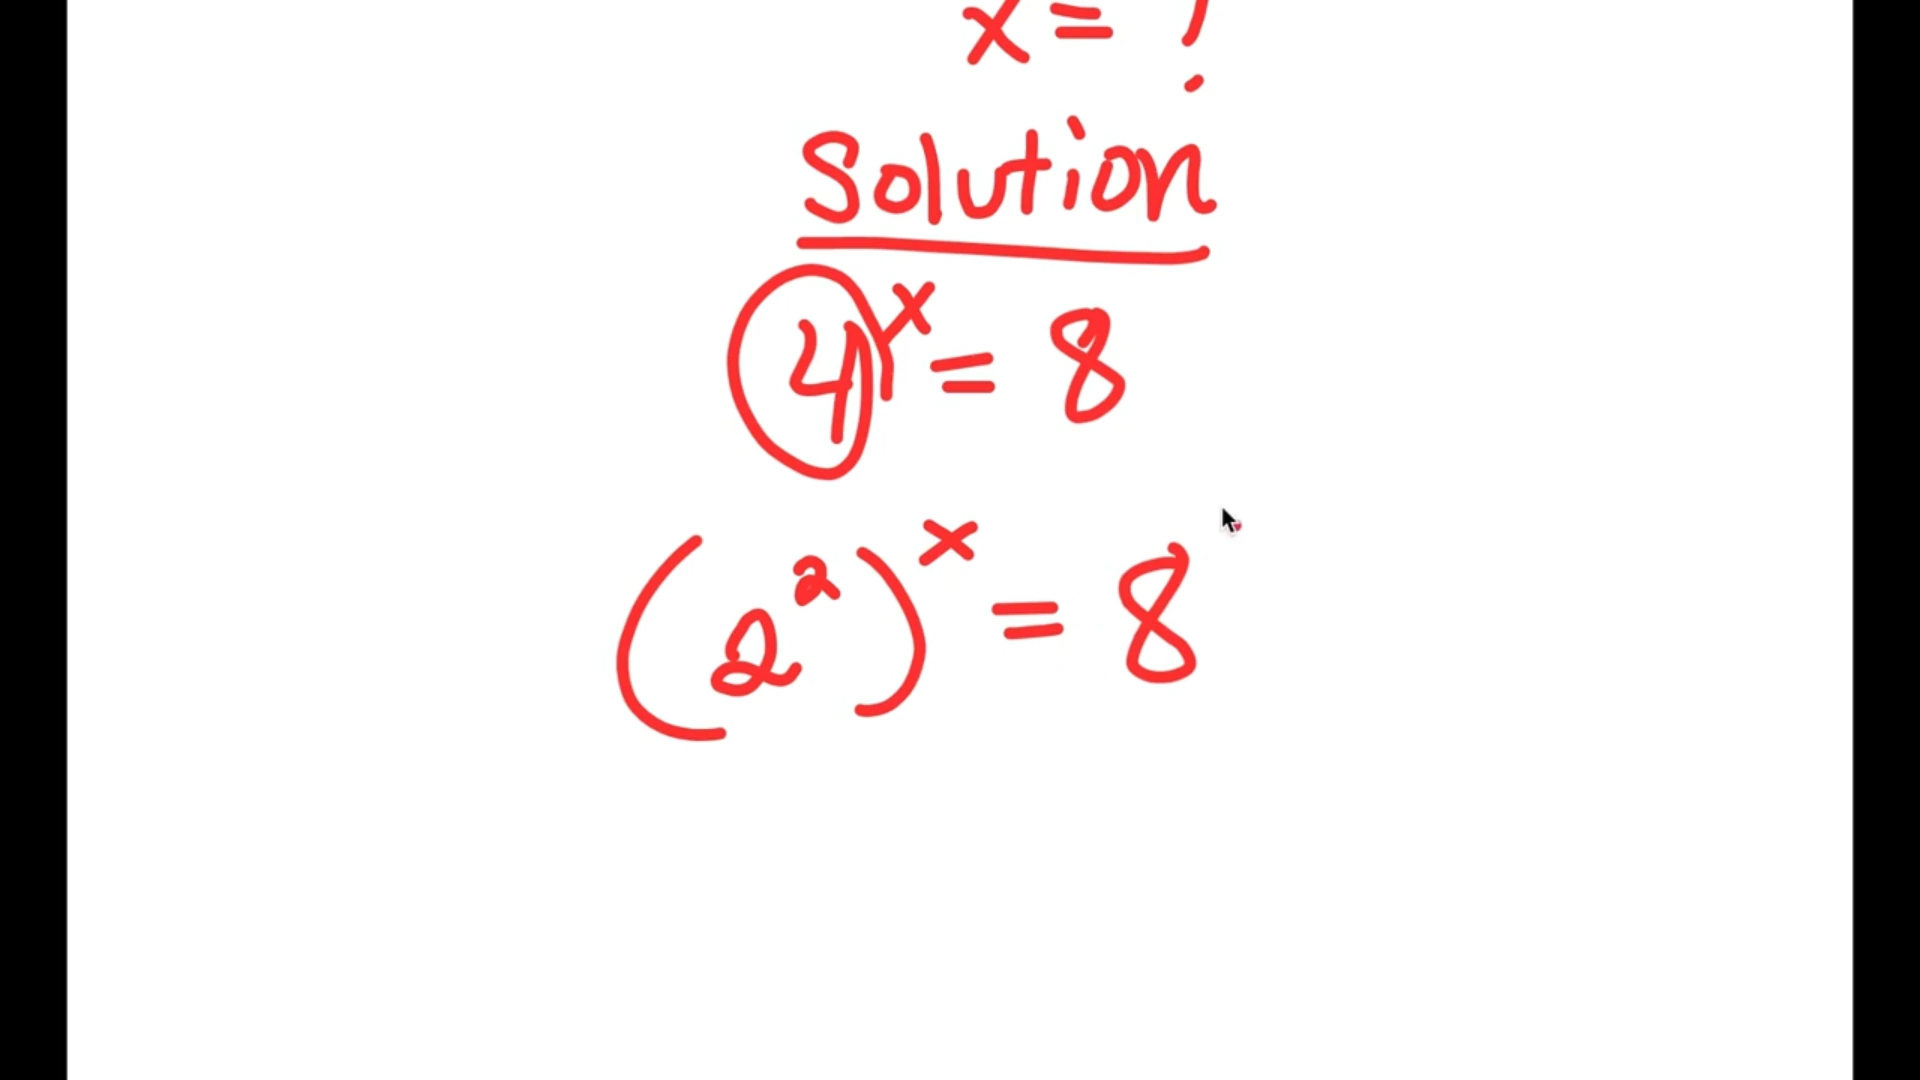 x = ?
Solution
4^x = 8
(2^2)^x = 8